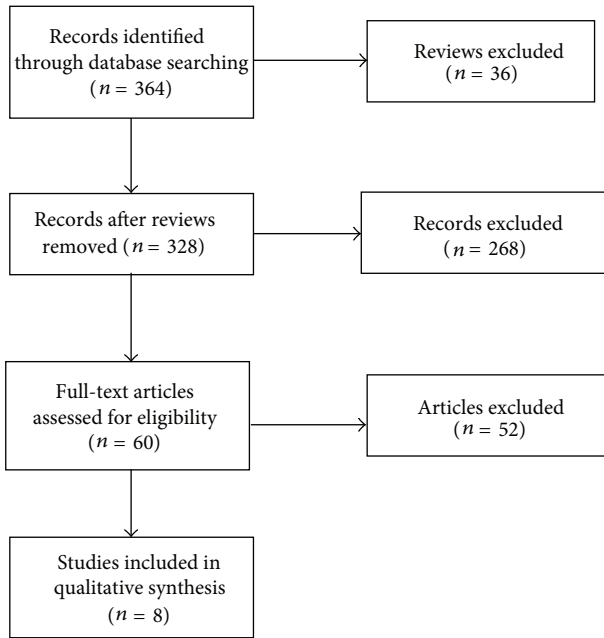 Records identified
through database searching
(n = 364)
Reviews excluded
(n = 36)
Records after reviews
removed (n = 328)
Records excluded
(n = 268)
Full-text articles
assessed for eligibility
(n = 60)
Articles excluded
(n = 52)
Studies included in
qualitative synthesis
(n = 8)